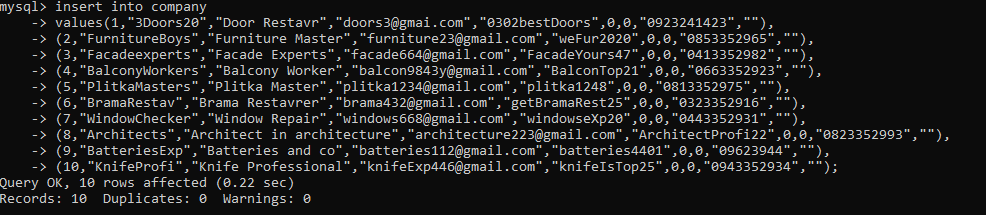 mysql> insert into company
    -> values(1,"3Doors20","Door Restavr","doors3@gmai.com","0302bestDoors",0,0,"0923241423",""),
    -> (2,"FurnitureBoys","Furniture Master","furniture23@gmail.com","weFur2020",0,0,"0853352965",""),
    -> (3,"Facadeexperts","Facade Experts","facade664@gmail.com","FacadeYours47",0,0,"0413352982",""),
    -> (4,"BalconyWorkers","Balcony Worker","balcon9843y@gmail.com","BalconTop21",0,0,"0663352923",""),
    -> (5,"PlitkaMasters","Plitka Master","plitka1234@gmail.com","plitka1248",0,0,"0813352975",""),
    -> (6,"BramaRestav","Brama Restavrer","brama432@gmail.com","getBramaRest25",0,0,"0323352916",""),
    -> (7,"WindowChecker","Window Repair","windows668@gmail.com","windowseXp20",0,0,"0443352931",""),
    -> (8,"Architects","Architect in architecture","architecture223@gmail.com","ArchitectProfi22",0,0,"0823352993",""),
    -> (9,"BatteriesExp","Batteries and co","batteries112@gmail.com","batteries4401",0,0,"09623944",""),
    -> (10,"KnifeProfi","Knife Professional","knifeExp446@gmail.com","knifeIsTop25",0,0,"0943352934","");
Query OK, 10 rows affected (0.22 sec)
Records: 10  Duplicates: 0  Warnings: 0